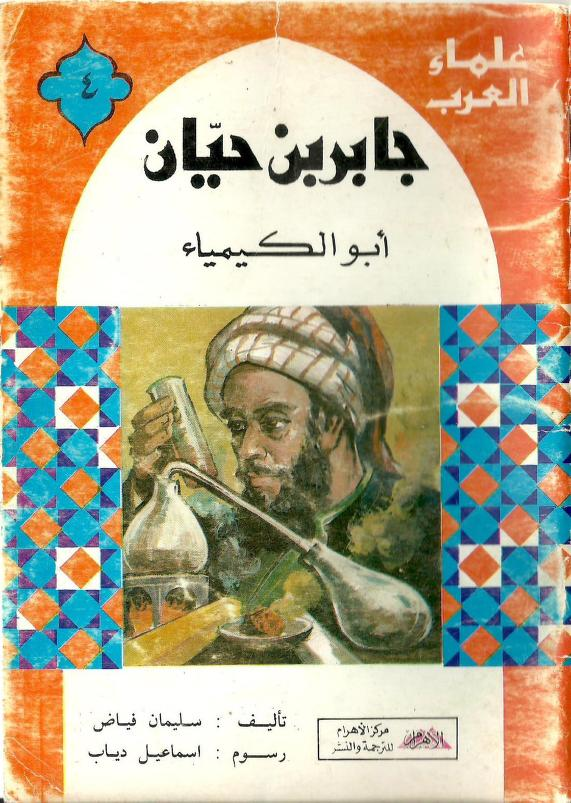 علماء
العرب
٤
جابر بن حيّان
أبو الكيمياء
تأليف : سليمان فياض
رسوم : اسماعيل دياب
الأهرام
مركز الأهرام
للترجمة والنشر